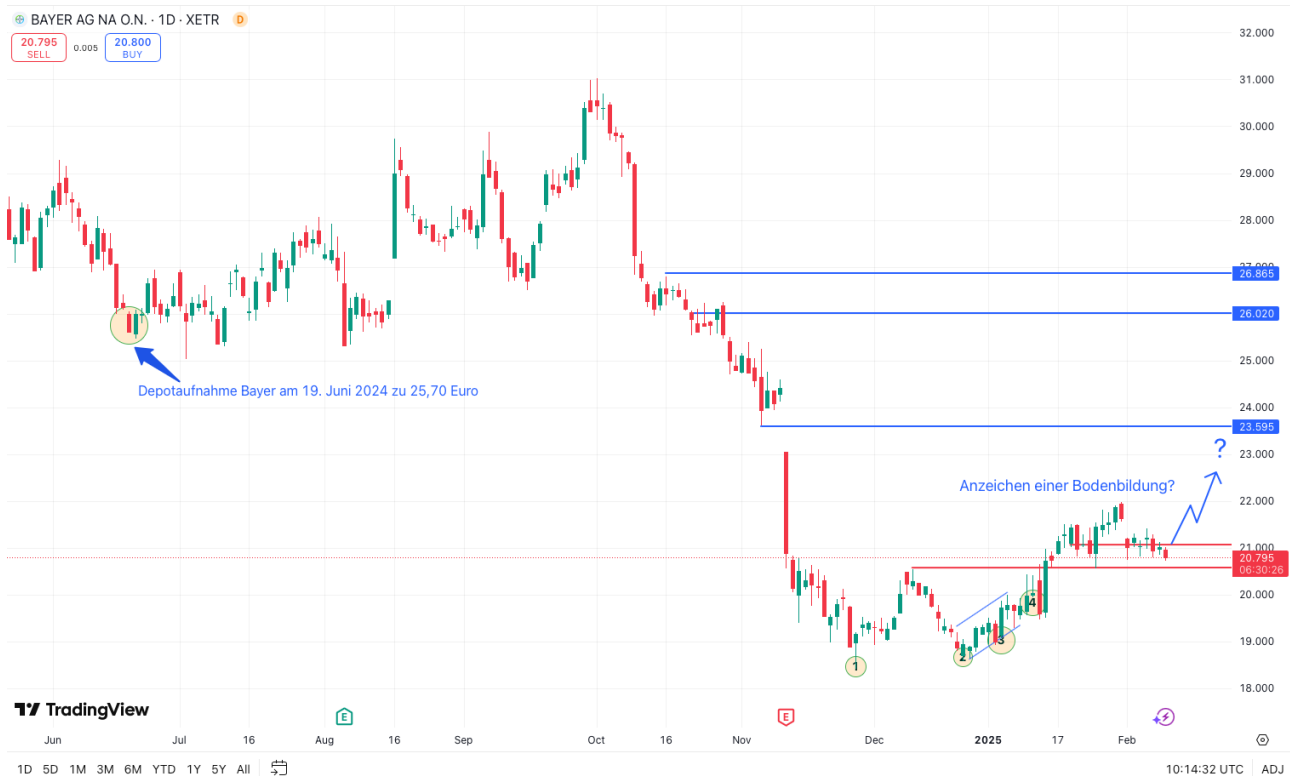 BAYER AG NA O.N. · 1D · XETR D
20.795
SELL
0.005
20.800
BUY
32.000
31.000
30.000
29.000
28.000
27.000
26.865
26.020
25.000
Depotaufnahme Bayer am 19. Juni 2024 zu 25,70 Euro
24.000
23.595
23.000
?
Anzeichen einer Bodenbildung?
22.000
21.000
20.795
06:30:26
20.000
4
3
19.000
2
1
18.000
TradingView
E
E
Jun Jul 16 Aug 16 Sep Oct 16 Nov Dec 2025 17 Feb
1D 5D 1M 3M 6M YTD 1Y 5Y All 10:14:32 UTC ADJ